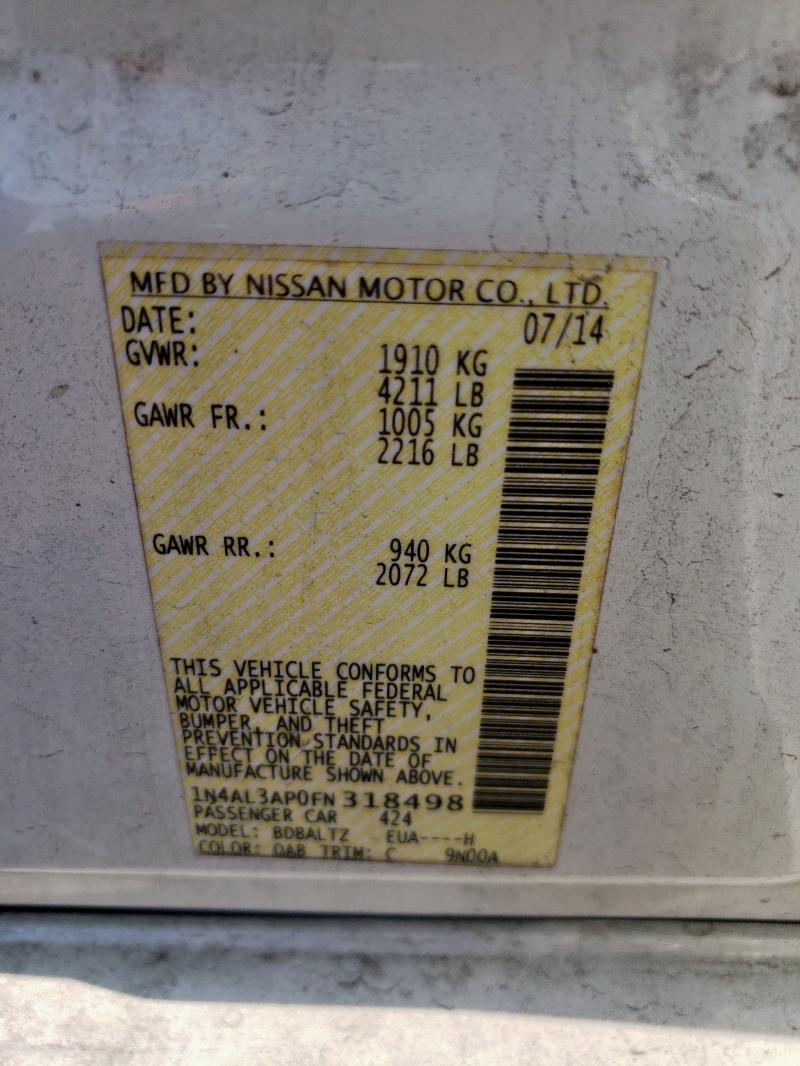 MFD BY NISSAN MOTOR CO., LTD.
DATE: 07/14
GVWR: 1910 KG
4211 LB
GAWR FR.: 1005 KG
2216 LB
GAWR RR.: 940 KG
2072 LB
THIS VEHICLE CONFORMS TO
ALL APPLICABLE FEDERAL
MOTOR VEHICLE SAFETY,
BUMPER, AND THEFT
PREVENTION STANDARDS IN
EFFECT ON THE DATE OF
MANUFACTURE SHOWN ABOVE.
1N4AL3AP0FN 318498
PASSENGER CAR 424
MODEL: BDBALTZ EUA----H
COLOR: QAB TRIM: C 9N00A